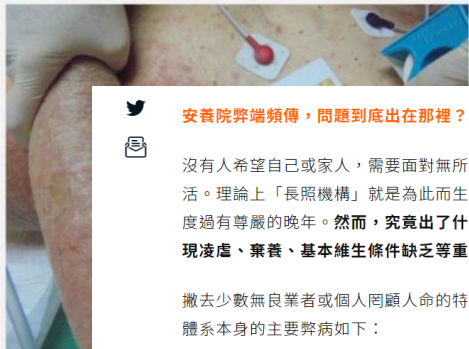 安善院弊端頻傳，問題到底出在那裡？
沒有人希望自己或家人，需要面對無所
活。理論上「長照機構」就是為此而生
度過有尊嚴的晚年。然而，究竟出了什
現凌虐、棄養、基本維生條件缺乏等重
撇去少數無良業者或個人罔顧人命的特
體系本身的主要弊病如下：